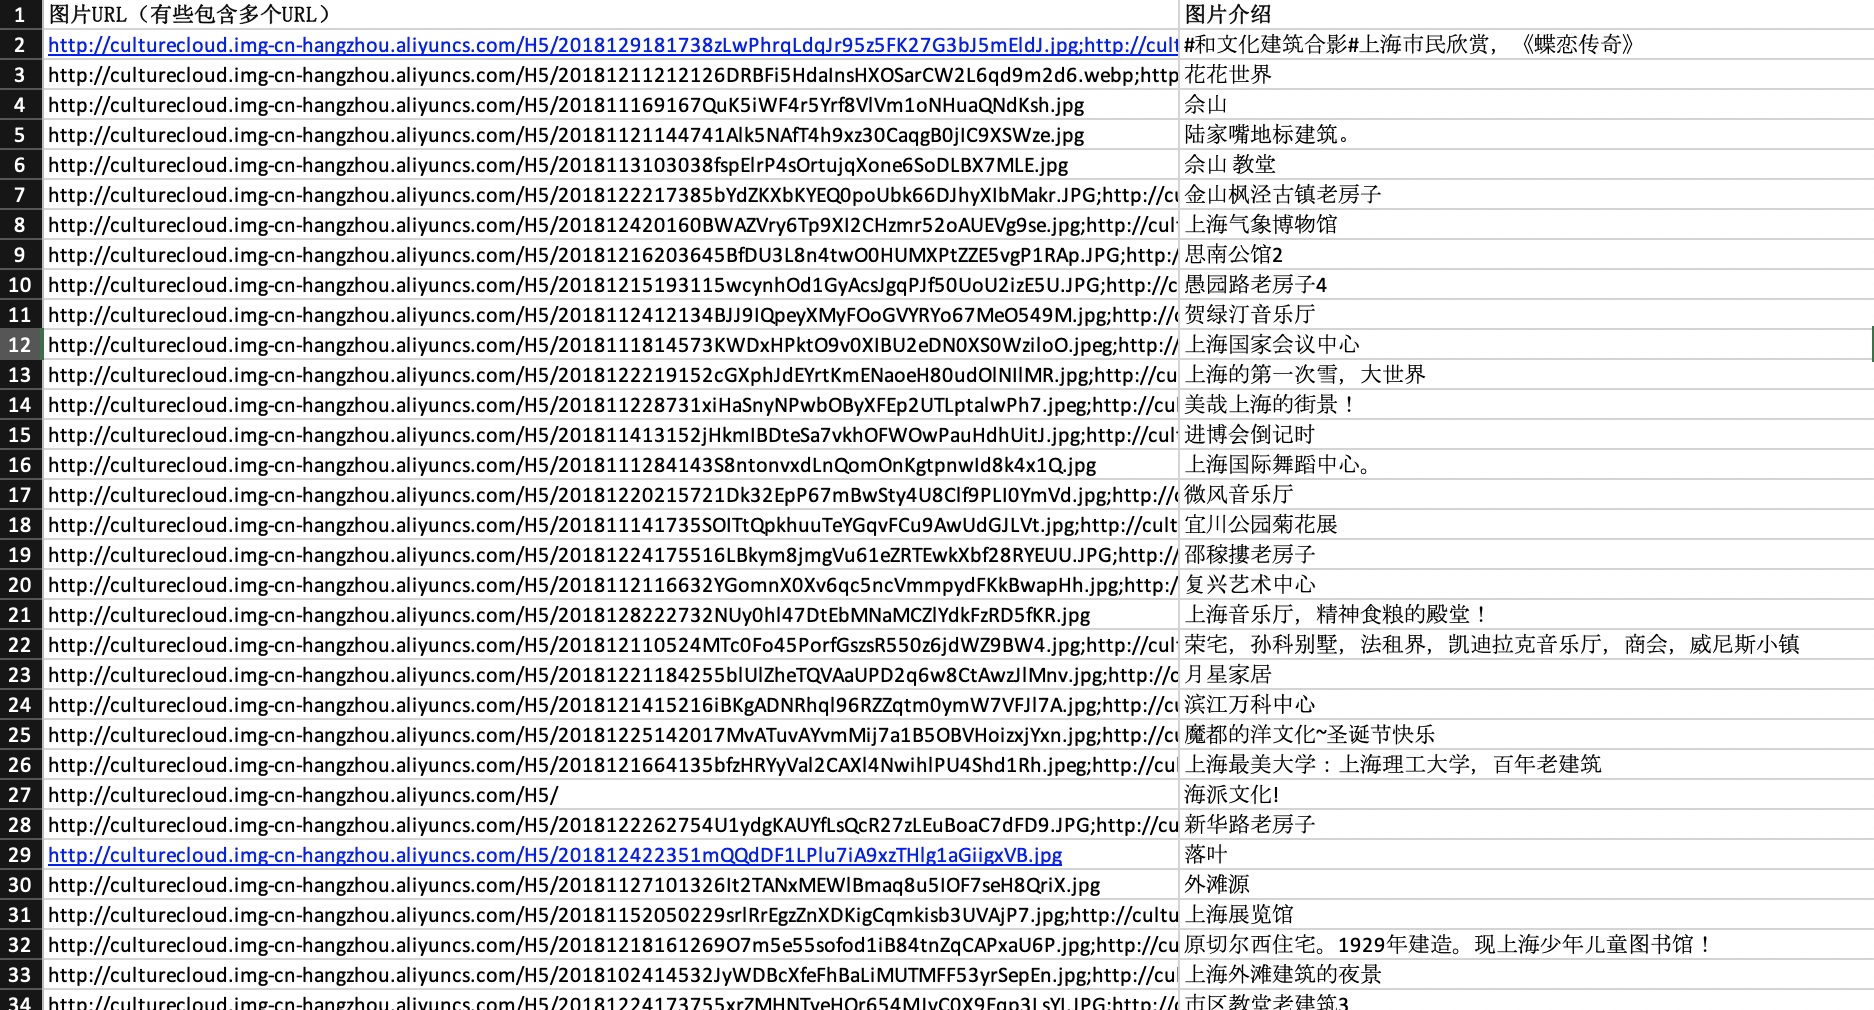 1 图片URL（有些包含多个URL） 图片介绍
2 http://culturecloud.img-cn-hangzhou.aliyuncs.com/H5/2018129181738zLwPhrqLdqJr95z5FK27G3bJ5mEldJ.jpg;http://cult #和文化建筑合影#上海市民欣赏，《蝶恋传奇》
3 http://culturecloud.img-cn-hangzhou.aliyuncs.com/H5/20181211212126DRBFi5HdaInsHXOSarCW2L6qd9m2d6.webp;http 花花世界
4 http://culturecloud.img-cn-hangzhou.aliyuncs.com/H5/201811169167QuK5iWF4r5Yrf8VlVm1oNHuaQNdKsh.jpg 佘山
5 http://culturecloud.img-cn-hangzhou.aliyuncs.com/H5/20181121144741Alk5NAfT4h9xz30CaqgB0jIC9XSWze.jpg 陆家嘴地标建筑。
6 http://culturecloud.img-cn-hangzhou.aliyuncs.com/H5/2018113103038fspElrP4sOrtujqXone6SoDLBX7MLE.jpg 佘山 教堂
7 http://culturecloud.img-cn-hangzhou.aliyuncs.com/H5/2018122217385bYdZKXbKYEQ0poUbk66DJhyXIbMakr.JPG;http://cu 金山枫泾古镇老房子
8 http://culturecloud.img-cn-hangzhou.aliyuncs.com/H5/201812420160BWAZVry6Tp9XI2CHzmr52oAUEVg9se.jpg;http://cul 上海气象博物馆
9 http://culturecloud.img-cn-hangzhou.aliyuncs.com/H5/20181216203645BfDU3L8n4twO0HUMXPtZZE5vgP1RAp.JPG;http:/ 思南公馆2
10 http://culturecloud.img-cn-hangzhou.aliyuncs.com/H5/20181215193115wcynhOd1GyAcsJgqPJf50UoU2izE5U.JPG;http://c 愚园路老房子4
11 http://culturecloud.img-cn-hangzhou.aliyuncs.com/H5/2018112412134BJJ9IQpeyXMyFOoGVYRYo67MeO549M.jpg;http:// 贺绿汀音乐厅
12 http://culturecloud.img-cn-hangzhou.aliyuncs.com/H5/2018111814573KWDxHPktO9v0XIBU2eDN0XS0WziloO.jpeg;http:// 上海国家会议中心
13 http://culturecloud.img-cn-hangzhou.aliyuncs.com/H5/2018122219152cGXphJdEYrtKmENaoeH80udOlNIlMR.jpg;http://cu 上海的第一次雪，大世界
14 http://culturecloud.img-cn-hangzhou.aliyuncs.com/H5/201811228731xiHaSnyNPwbOByXFEp2UTLptalwPh7.jpeg;http://cu 美哉上海的街景！
15 http://culturecloud.img-cn-hangzhou.aliyuncs.com/H5/201811413152jHkmIBDteSa7vkhOFWOwPauHdhUitJ.jpg;http://cul 进博会倒记时
16 http://culturecloud.img-cn-hangzhou.aliyuncs.com/H5/2018111284143S8ntonvxdLnQomOnKgtpnwId8k4x1Q.jpg 上海国际舞蹈中心。
17 http://culturecloud.img-cn-hangzhou.aliyuncs.com/H5/20181220215721Dk32EpP67mBwSty4U8Clf9PLI0YmVd.jpg;http:// 微风音乐厅
18 http://culturecloud.img-cn-hangzhou.aliyuncs.com/H5/201811141735SOITtQpkhuuTeYGqvFCu9AwUdGJLVt.jpg;http://cult 宜川公园菊花展
19 http://culturecloud.img-cn-hangzhou.aliyuncs.com/H5/20181224175516LBkym8jmgVu61eZRTEwkXbf28RYEUU.JPG;http:// 邵稼搂老房子
20 http://culturecloud.img-cn-hangzhou.aliyuncs.com/H5/2018112116632YGomnX0Xv6qc5ncVmmpydFKkBwapHh.jpg;http:/ 复兴艺术中心
21 http://culturecloud.img-cn-hangzhou.aliyuncs.com/H5/2018128222732NUy0hl47DtEbMNaMCZlYdkFzRD5fKR.jpg 上海音乐厅，精神食粮的殿堂！
22 http://culturecloud.img-cn-hangzhou.aliyuncs.com/H5/201812110524MTc0Fo45PorfGszsR550z6jdWZ9BW4.jpg;http://cul 荣宅，孙科别墅，法租界，凯迪拉克音乐厅，商会，威尼斯小镇
23 http://culturecloud.img-cn-hangzhou.aliyuncs.com/H5/20181221184255blUlZheTQVAaUPD2q6w8CtAwzJlMnv.jpg;http://c 月星家居
24 http://culturecloud.img-cn-hangzhou.aliyuncs.com/H5/20181214152​16iBKgADNRhql96RZZqtm0ymW7VFJl7A.jpg;http://cu 滨江万科中心
25 http://culturecloud.img-cn-hangzhou.aliyuncs.com/H5/20181225142017MvATuvAYvmMij7a1B5OBVHoizxjYxn.jpg;http://cu 魔都的洋文化~圣诞节快乐
26 http://culturecloud.img-cn-hangzhou.aliyuncs.com/H5/2018121664135bfzHRYyVal2CAXl4NwihlPU4Shd1Rh.jpeg;http://cu 上海最美大学：上海理工大学，百年老建筑
27 http://culturecloud.img-cn-hangzhou.aliyuncs.com/H5/ 海派文化!
28 http://culturecloud.img-cn-hangzhou.aliyuncs.com/H5/2018122262754U1ydgKAUYfLsQcR27zLEuBoaC7dFD9.JPG;http://cu 新华路老房子
29 http://culturecloud.img-cn-hangzhou.aliyuncs.com/H5/201812422351mQQdDF1LPlu7iA9xzTHlg1aGiigxVB.jpg 落叶
30 http://culturecloud.img-cn-hangzhou.aliyuncs.com/H5/20181127101326It2TANxMEWlBmaq8u5IOF7seH8QriX.jpg 外滩源
31 http://culturecloud.img-cn-hangzhou.aliyuncs.com/H5/20181152050229srlRrEgzZnXDKigCqmkisb3UVAjP7.jpg;http://cultu 上海展览馆
32 http://culturecloud.img-cn-hangzhou.aliyuncs.com/H5/20181218161269O7m5e55sofod1iB84tnZqCAPxaU6P.jpg;http://cu 原切尔西住宅。1929年建造。现上海少年儿童图书馆！
33 http://culturecloud.img-cn-hangzhou.aliyuncs.com/H5/2018102414532JyWDBcXfeFhBaLiMUTMFF53yrSepEn.jpg;http://cu 上海外滩建筑的夜景
34 http://culturecloud.img-cn-hangzhou.aliyuncs.com/H5/20181224173755xrZMHNTveHQr654MJvC0X9Fqp3LsYJ.JPG;http:// 市区教堂老建筑3